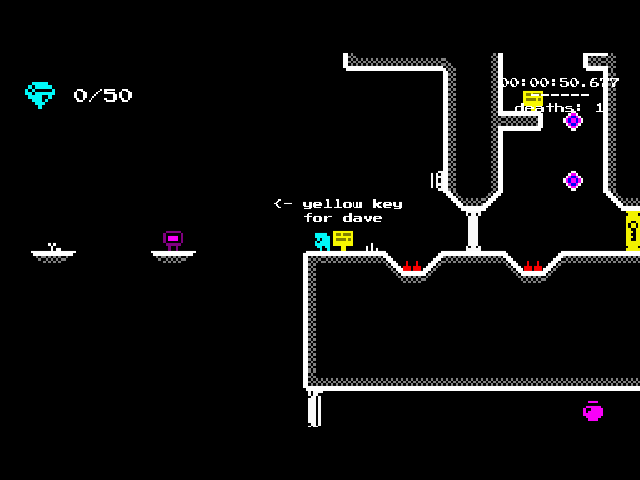 0/50
00:00:50.677
------
deaths: 1
<- yellow key
for dave